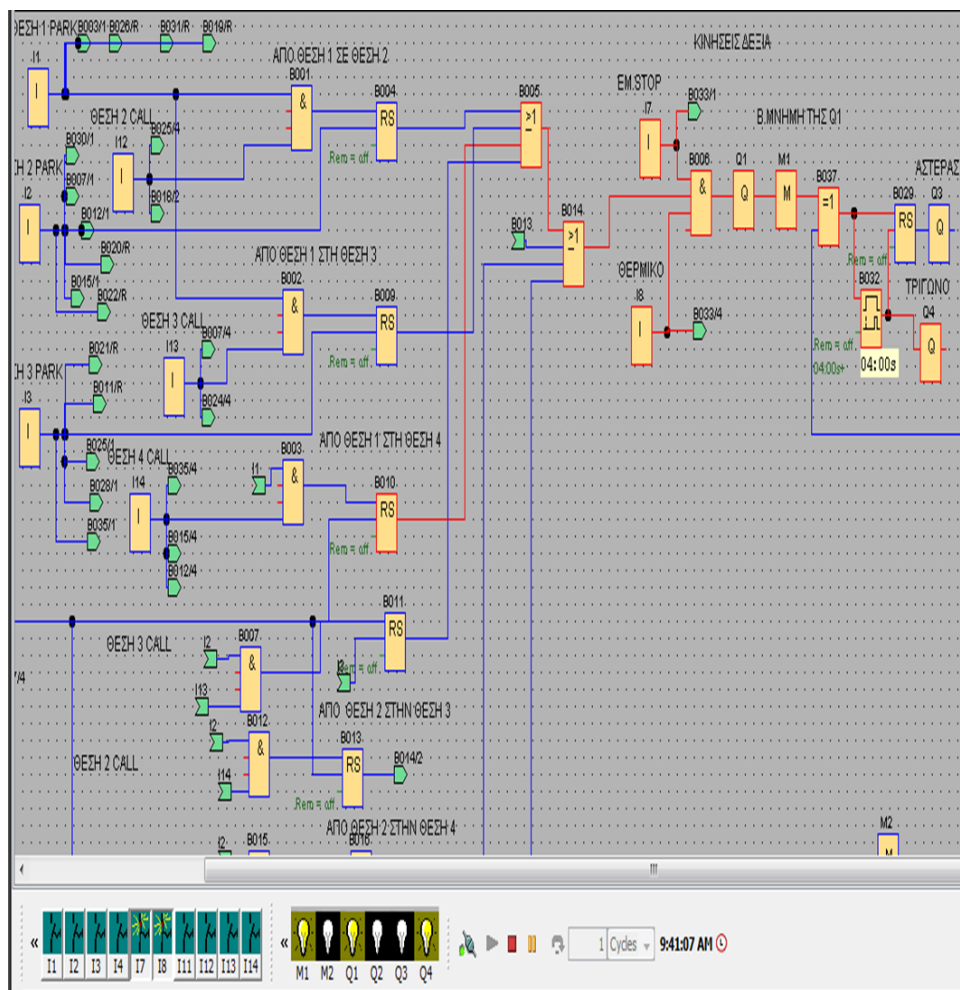 ΘΕΣΗ 1 PARK
B003/1
B026/R
B031/R
B019/R
I1
I
ΑΠΟ ΘΕΣΗ 1 ΣΕ ΘΕΣΗ 2
B001
&
ΚΙΝΗΣΕΙΣ ΔΕΞΙΑ
ΘΕΣΗ 2 CALL
B025/4
I12
I
B016/2
B004
RS
Rem = off
B005
>1
EM.STOP
I7
I
B033/1
Β.ΜΝΗΜΗ ΤΗΣ Q1
B030/1
ΣΗ 2 PARK
B007/1
I2
I
B012/1
B020/R
B015/1
B022/R
B006
&
Q1
Q
M1
M
B037
=1
ΑΣΤΕΡΑΣ
B029
RS
Q3
Q
Rem = off
B013
B014
>1
ΑΠΟ ΘΕΣΗ 1 ΣΤΗ ΘΕΣΗ 3
B002
&
ΘΕΡΜΙΚΟ
I8
I
B033/4
B032
ΤΡΙΓΩΝΟ
Q4
Q
Rem = off
04:00s+
04:00s
ΘΕΣΗ 3 CALL
B007/4
I13
I
B024/4
B009
RS
Rem = off
B021/R
ΣΗ 3 PARK
B011/R
I3
I
B025/1
B028/1
B035/1
ΘΕΣΗ 4 CALL
B035/4
I14
I
B015/4
B012/4
ΑΠΟ ΘΕΣΗ 1 ΣΤΗ ΘΕΣΗ 4
B003
&
I1
B010
RS
Rem = off
B011
RS
ΘΕΣΗ 3 CALL
B007
&
I2
I13
= off
7/4
ΑΠΟ ΘΕΣΗ 2 ΣΤΗΝ ΘΕΣΗ 3
ΘΕΣΗ 2 CALL
I2
B012
&
I14
B013
RS
Rem = off
B014/2
ΑΠΟ ΘΕΣΗ 2 ΣΤΗΝ ΘΕΣΗ 4
I2
B015
B016
M2
M
« I1 I2 I3 I4 I7 I8 I11 I12 I13 I14 « M1 M2 Q1 Q2 Q3 Q4 1 Cycles 9:41:07 AM